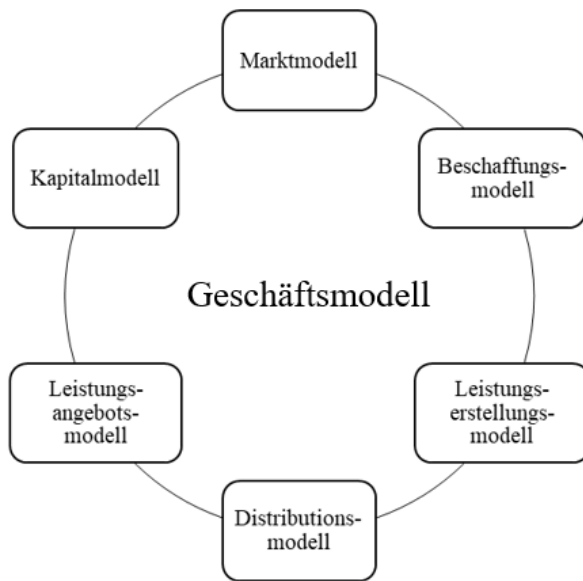 Marktmodell
Kapitalmodell
Beschaffungs-
modell
Geschäftsmodell
Leistungs-
angebots-
modell
Leistungs-
erstellungs-
modell
Distributions-
modell